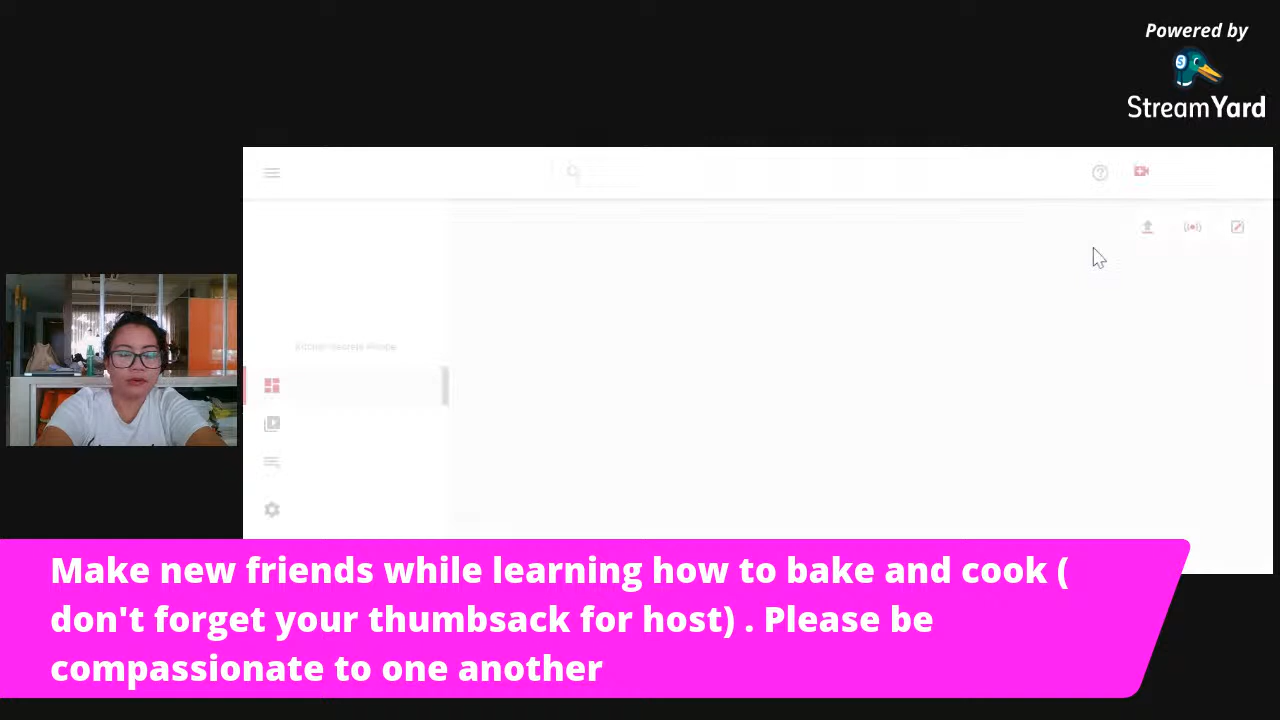 Powered by
StreamYard
Make new friends while learning how to bake and cook (
don't forget your thumbsack for host) . Please be
compassionate to one another